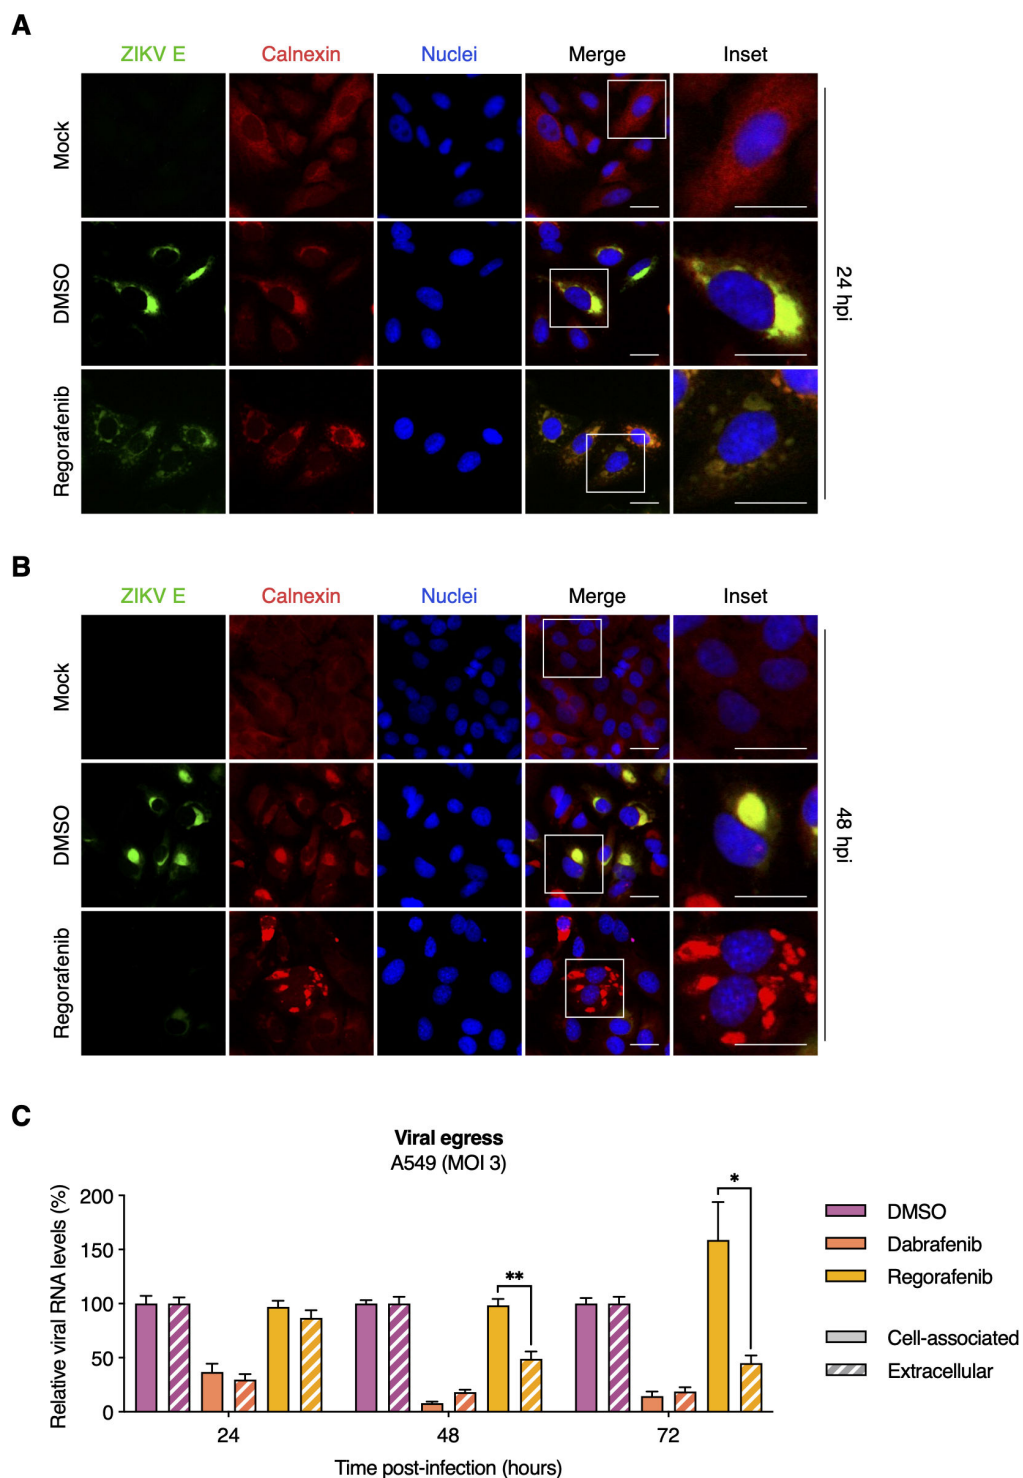 A
ZIKV E Calnexin Nuclei Merge Inset
Mock
DMSO
Regorafenib
24 hpi
B
ZIKV E Calnexin Nuclei Merge Inset
Mock
DMSO
Regorafenib
48 hpi
C
Viral egress
A549 (MOI 3)
Relative viral RNA levels (%)
200
150
100
50
0
**
*
24 48 72
Time post-infection (hours)
DMSO
Dabrafenib
Regorafenib
Cell-associated
Extracellular